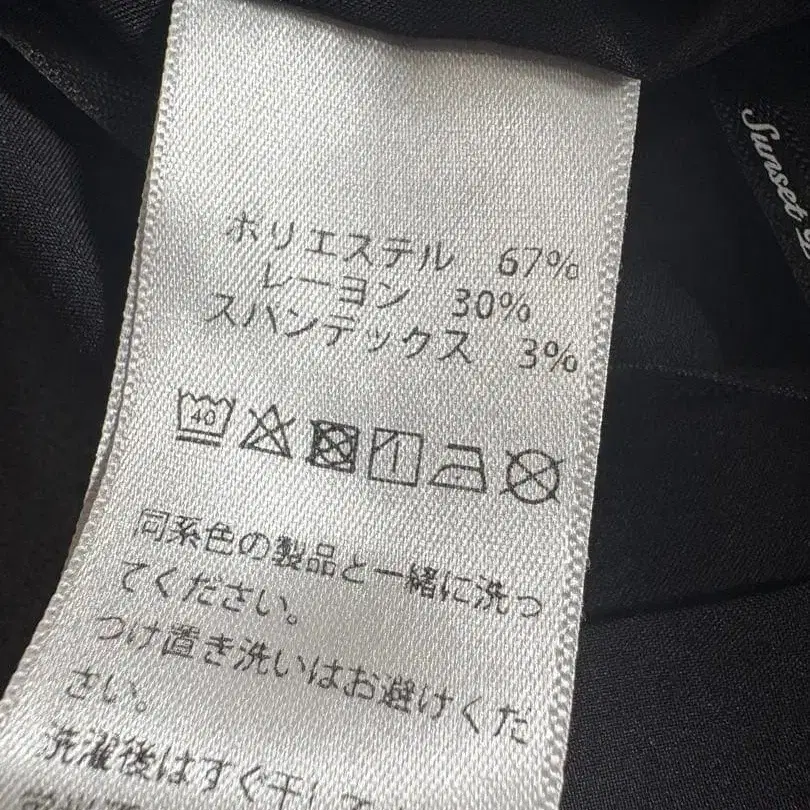 ポリエステル 67%
レーヨン 30%
スパンデックス 3%
40
同系色の製品と一緒に洗っ
てください。
つけ置き洗いはお避けくだ
さい。
洗濯後はすぐ干して
Sunset